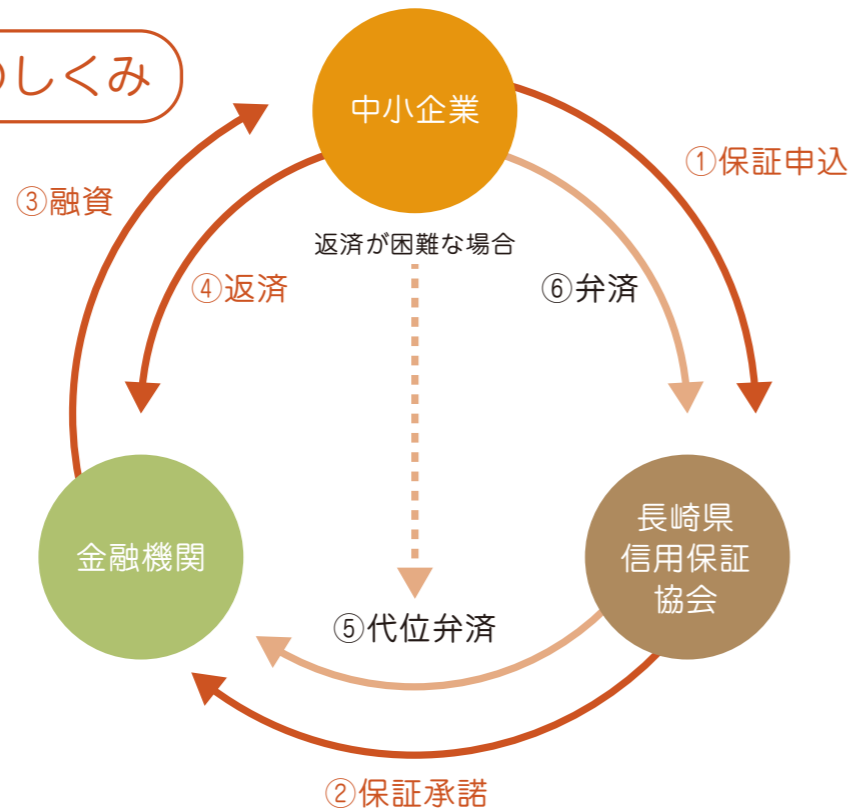 のしくみ
中小企業
①保証申込
③融資
返済が困難な場合
④返済
⑥弁済
金融機関
長崎県
信用保証
協会
⑤代位弁済
②保証承諾